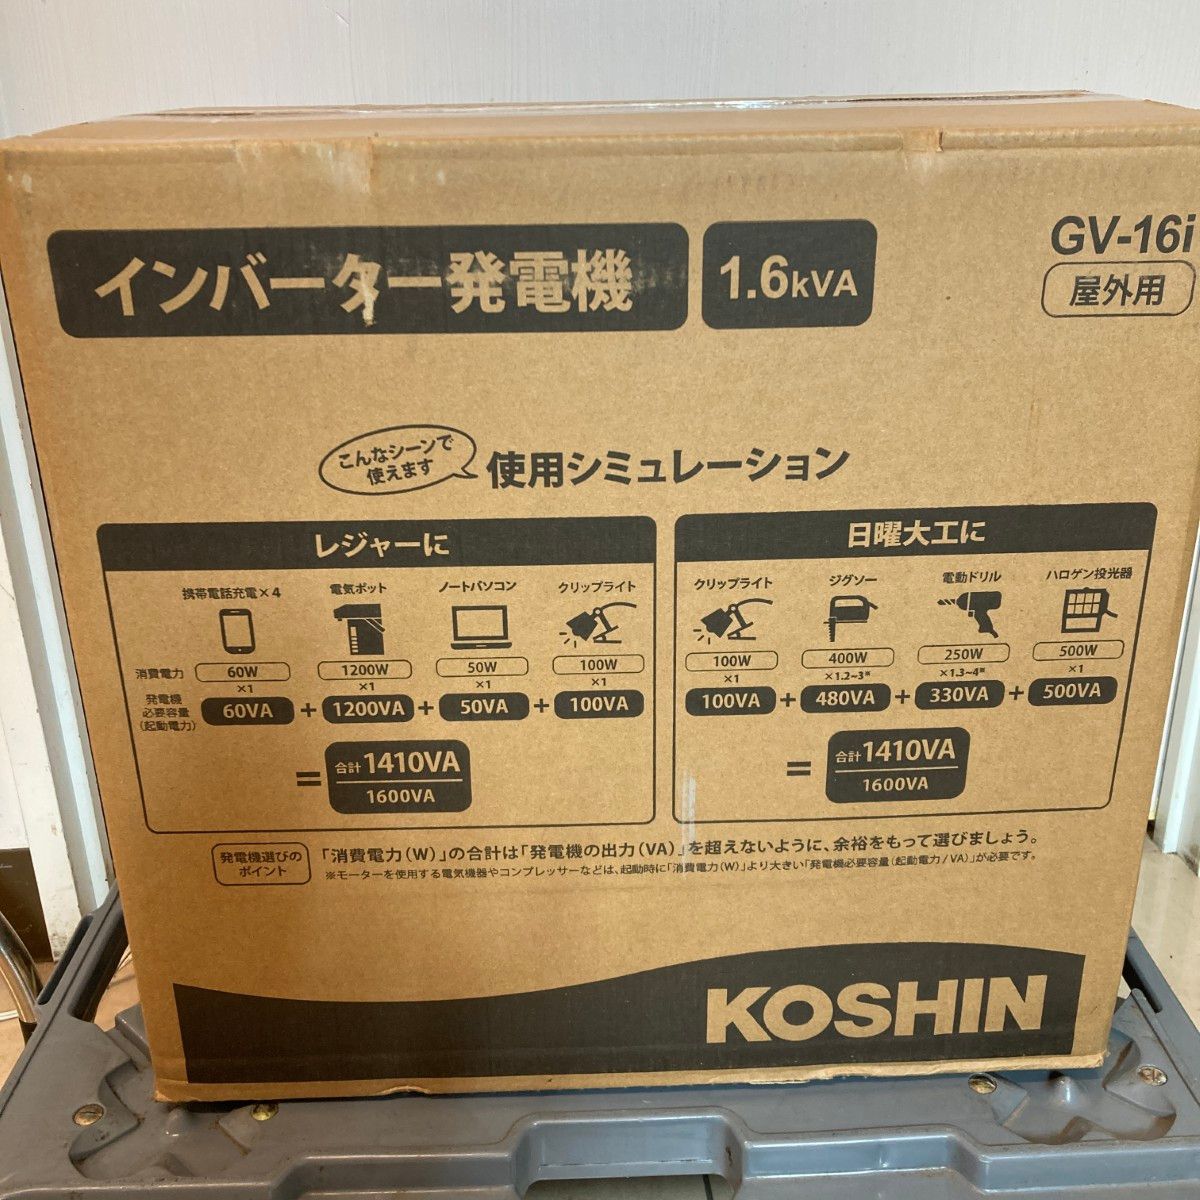 インバーター発電機
1.6kVA
GV-16i
屋外用
こんなシーンで
使えます
使用シミュレーション
レジャーに
携帯電話充電×4 電気ポット ノートパソコン クリップライト
消費電力 60W 1200W 50W 100W
×1 ×1 ×1 ×1
発電機
必要容量
(起動電力)
60VA + 1200VA + 50VA + 100VA
= 合計1410VA
1600VA
日曜大工に
クリップライト ジグソー 電動ドリル ハロゲン投光器
100W 400W 250W 500W
×1 ×1.2~3* ×1.3~4* ×1
100VA + 480VA + 330VA + 500VA
= 合計1410VA
1600VA
発電機選びの
ポイント
「消費電力(W)」の合計は「発電機の出力(VA)」を超えないように、余裕をもって選びましょう。
※モーターを使用する電気機器やコンプレッサーなどは、起動時に「消費電力(W)」より大きい「発電機必要容量(起動電力/VA)」が必要です。
KOSHIN